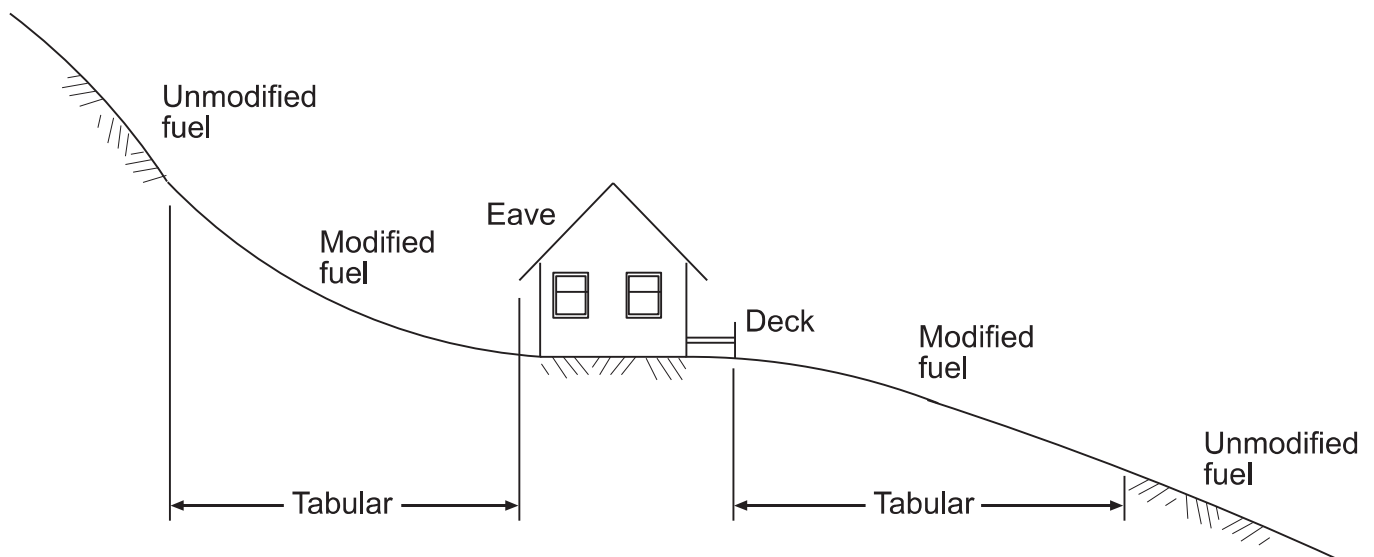 Unmodified
fuel
Eave
Modified
fuel
Deck
Modified
fuel
Unmodified
fuel
Tabular
Tabular